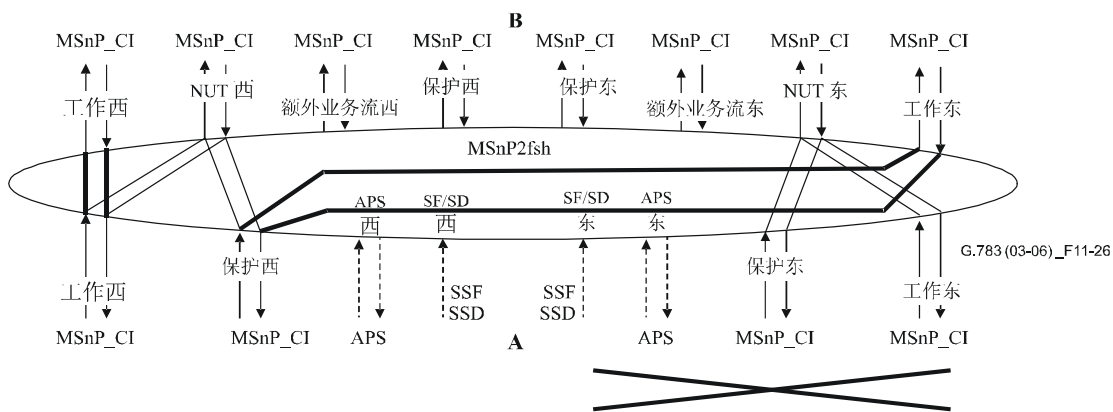 B
MSnP_CI MSnP_CI MSnP_CI MSnP_CI MSnP_CI MSnP_CI MSnP_CI MSnP_CI
工作西 NUT 西 额外业务流西 保护西 保护东 额外业务流东 NUT 东 工作东
MSnP2fsh
APS SF/SD SF/SD APS
西 西 东 东
G.783 (03-06) _F11-26
工作西 保护西 SSF SSF 保护东 工作东
SSD SSD
MSnP_CI MSnP_CI APS A APS MSnP_CI MSnP_CI